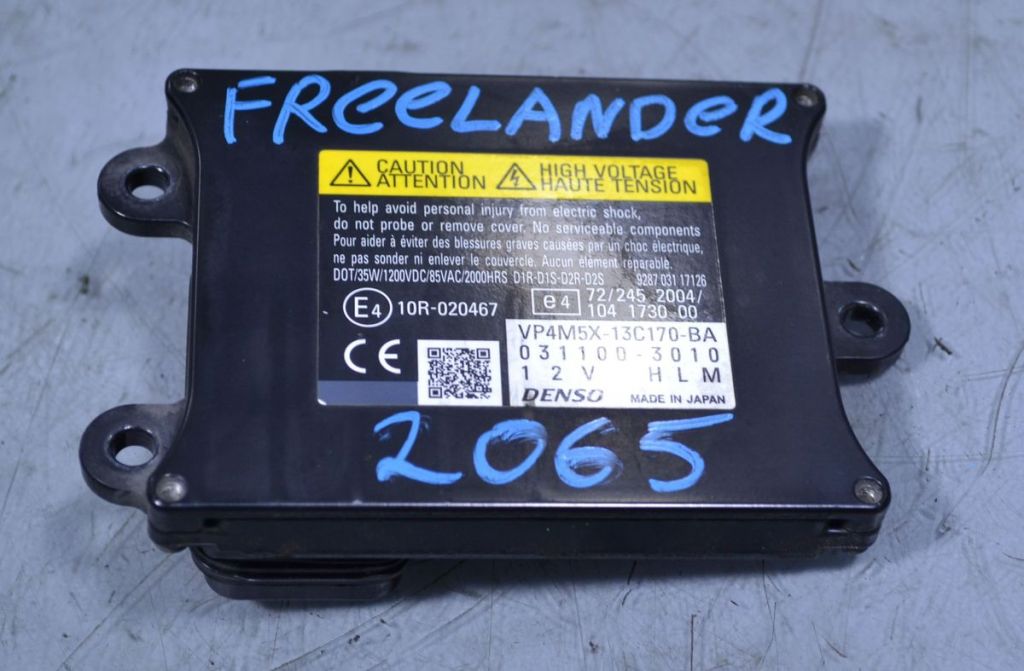 FReeLANDeR
CAUTION
ATTENTION
HIGH VOLTAGE
HAUTE TENSION
To help avoid personal injury from electric shock,
do not probe or remove cover. No serviceable components
Pour aider à éviter des blessures graves causées par un choc électrique,
ne pas sonder ni enlever le couvercle. Aucun élément réparable.
DOT/35W/1200VDC/85VAC/2000HRS D1R-D1S-D2R-D2S 9287 031 17126
E4 10R-020467 e4 72/245 2004/
104 1730 00
VP4M5X-13C170-BA
031100-3010
12V HLM
CE
DENSO MADE IN JAPAN
2065